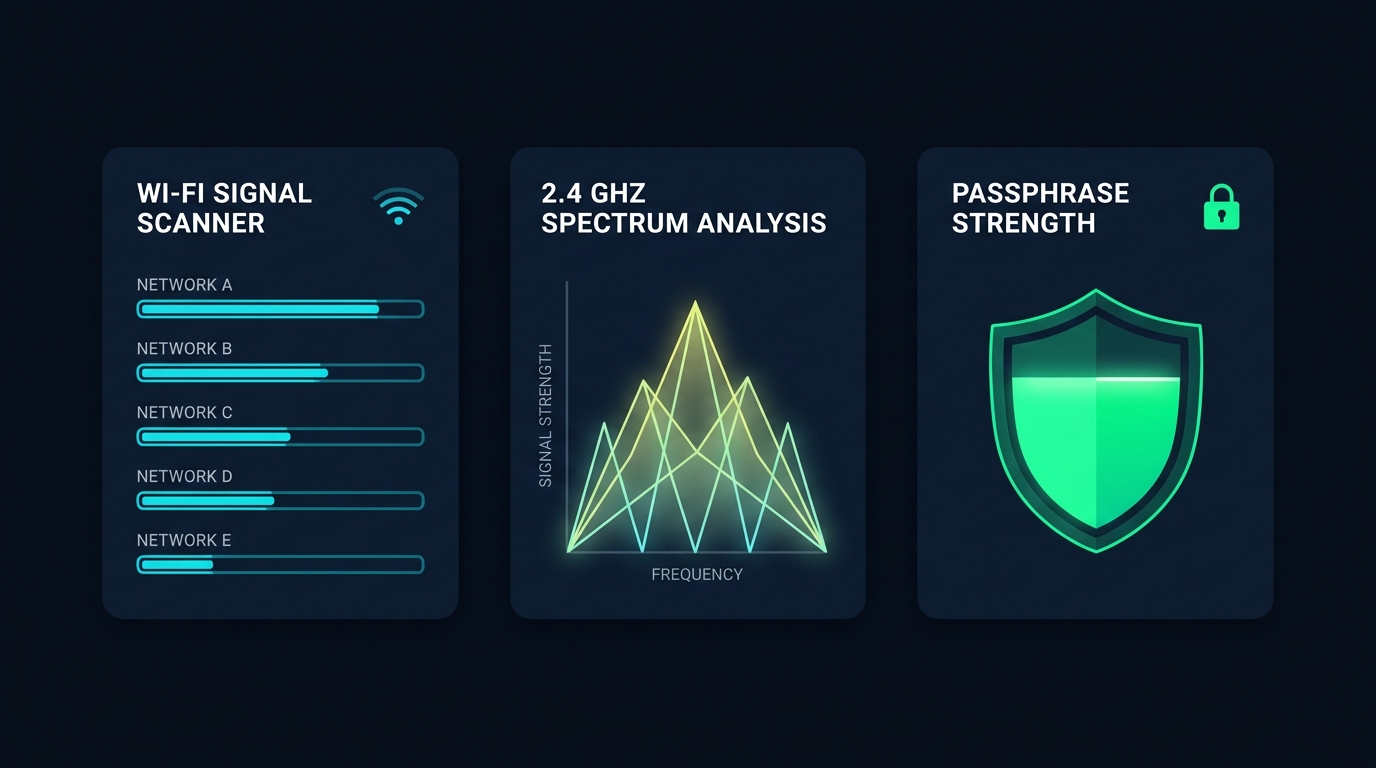 WI-FI SIGNAL
SCANNER
NETWORK A
NETWORK B
NETWORK C
NETWORK D
NETWORK E
2.4 GHZ
SPECTRUM ANALYSIS
SIGNAL STRENGTH
FREQUENCY
PASSPHRASE
STRENGTH